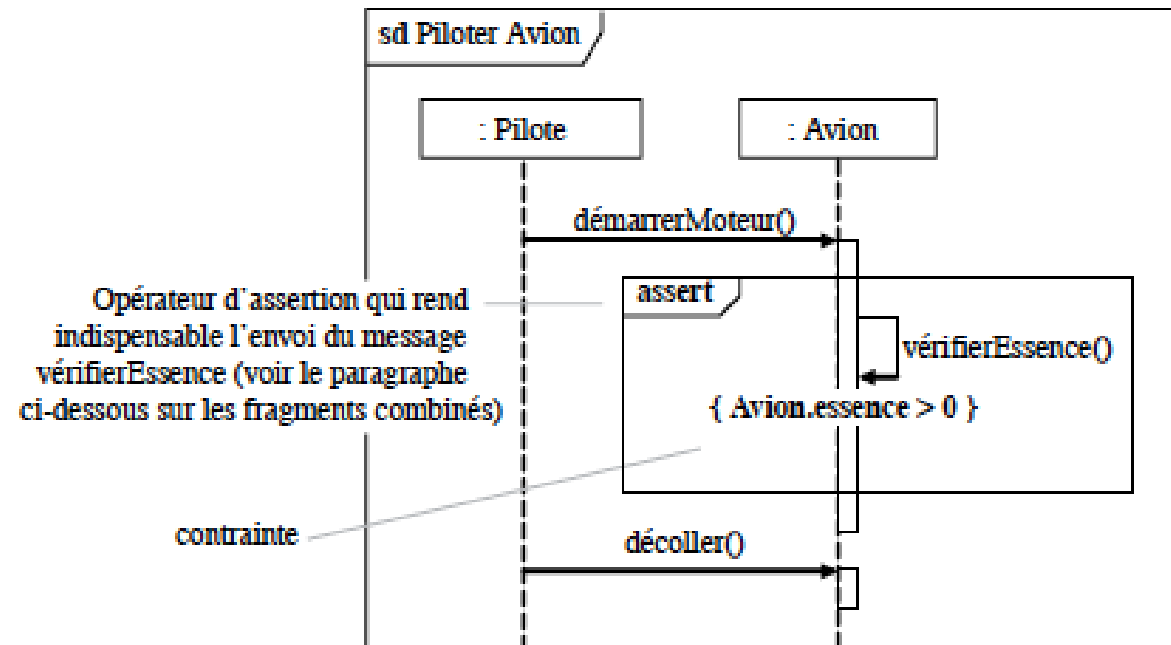 sd Piloter Avion
: Pilote
: Avion
démarrerMoteur()
Opérateur d'assertion qui rend
indispensable l'envoi du message
vérifierEssence (voir le paragraphe
ci-dessous sur les fragments combinés)
assert
vérifierEssence()
{ Avion.essence > 0 }
contrainte
décoller()